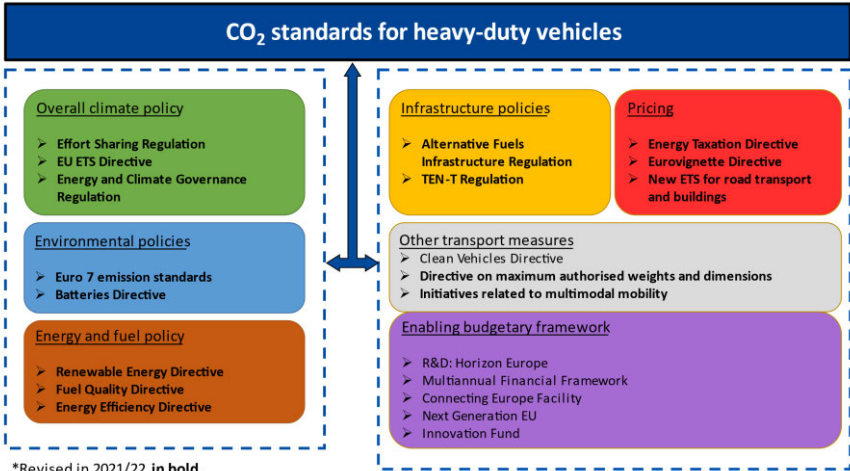 CO₂ standards for heavy-duty vehicles
Overall climate policy
➢ Effort Sharing Regulation
➢ EU ETS Directive
➢ Energy and Climate Governance
Regulation
Environmental policies
➢ Euro 7 emission standards
➢ Batteries Directive
Energy and fuel policy
➢ Renewable Energy Directive
➢ Fuel Quality Directive
➢ Energy Efficiency Directive
*Revised in 2021/22 in bold
Infrastructure policies
➢ Alternative Fuels
Infrastructure Regulation
➢ TEN-T Regulation
Pricing
➢ Energy Taxation Directive
➢ Eurovignette Directive
➢ New ETS for road transport
and buildings
Other transport measures
➢ Clean Vehicles Directive
➢ Directive on maximum authorised weights and dimensions
➢ Initiatives related to multimodal mobility
Enabling budgetary framework
➢ R&D: Horizon Europe
➢ Multiannual Financial Framework
➢ Connecting Europe Facility
➢ Next Generation EU
➢ Innovation Fund